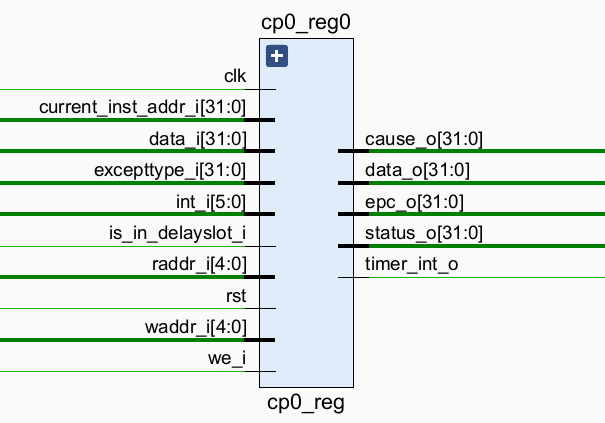 cp0_reg0
clk
current_inst_addr_i[31:0]
data_i[31:0]
cause_o[31:0]
excepttype_i[31:0]
data_o[31:0]
int_i[5:0]
epc_o[31:0]
is_in_delayslot_i
status_o[31:0]
raddr_i[4:0]
timer_int_o
rst
waddr_i[4:0]
we_i
cp0_reg